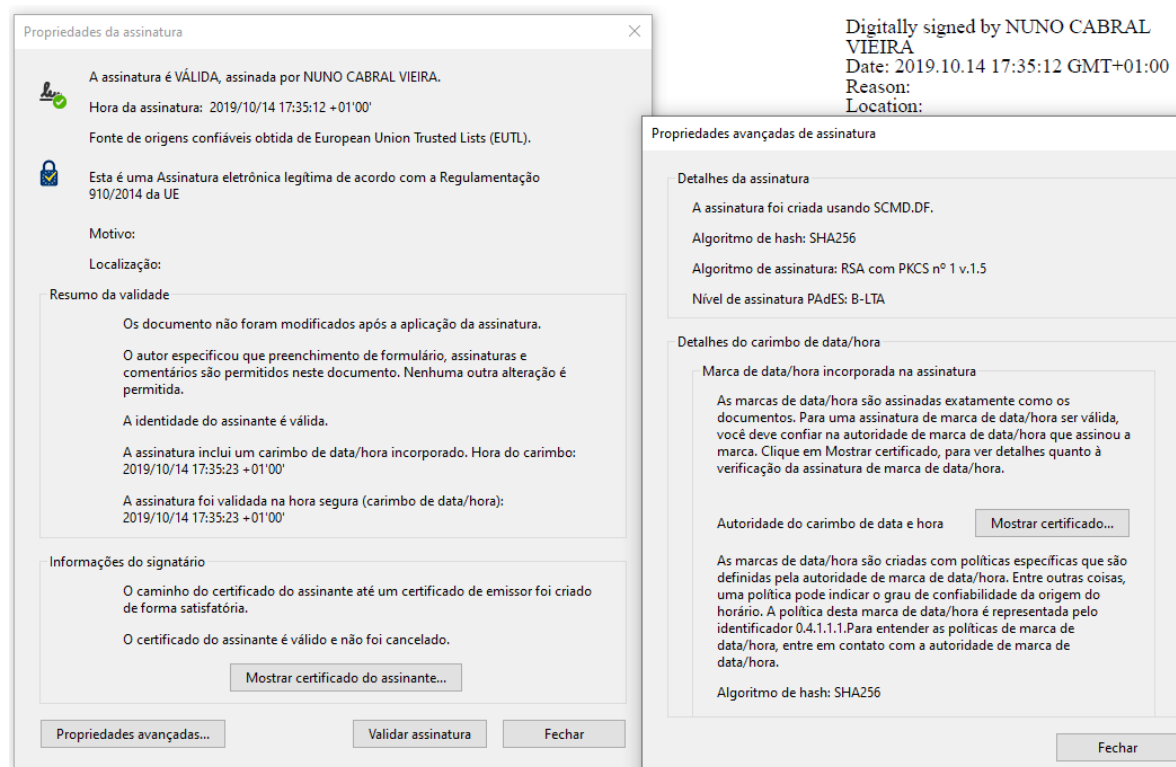 Propriedades da assinatura
A assinatura é VÁLIDA, assinada por NUNO CABRAL VIEIRA.
Hora da assinatura: 2019/10/14 17:35:12 +01'00'
Fonte de origens confiáveis obtida de European Union Trusted Lists (EUTL).
Esta é uma Assinatura eletrônica legítima de acordo com a Regulamentação
910/2014 da UE
Motivo:
Localização:
Resumo da validade
Os documento não foram modificados após a aplicação da assinatura.
O autor especificou que preenchimento de formulário, assinaturas e
comentários são permitidos neste documento. Nenhuma outra alteração é
permitida.
A identidade do assinante é válida.
A assinatura inclui um carimbo de data/hora incorporado. Hora do carimbo:
2019/10/14 17:35:23 +01'00'
A assinatura foi validada na hora segura (carimbo de data/hora):
2019/10/14 17:35:23 +01'00'
Informações do signatário
O caminho do certificado do assinante até um certificado de emissor foi criado
de forma satisfatória.
O certificado do assinante é válido e não foi cancelado.
Mostrar certificado do assinante...
Propriedades avançadas...
Validar assinatura
Fechar
Digitally signed by NUNO CABRAL
VIEIRA
Date: 2019.10.14 17:35:12 GMT+01:00
Reason:
Location:
Propriedades avançadas de assinatura
Detalhes da assinatura
A assinatura foi criada usando SCMD.DF.
Algoritmo de hash: SHA256
Algoritmo de assinatura: RSA com PKCS nº 1 v.1.5
Nível de assinatura PAdES: B-LTA
Detalhes do carimbo de data/hora
Marca de data/hora incorporada na assinatura
As marcas de data/hora são assinadas exatamente como os
documentos. Para uma assinatura de marca de data/hora ser válida,
você deve confiar na autoridade de marca de data/hora que assinou a
marca. Clique em Mostrar certificado, para ver detalhes quanto à
verificação da assinatura de marca de data/hora.
Autoridade do carimbo de data e hora
Mostrar certificado...
As marcas de data/hora são criadas com políticas específicas que são
definidas pela autoridade de marca de data/hora. Entre outras coisas,
uma política pode indicar o grau de confiabilidade da origem do
horário. A política desta marca de data/hora é representada pelo
identificador 0.4.1.1.1.Para entender as políticas de marca de
data/hora, entre em contato com a autoridade de marca de
data/hora.
Algoritmo de hash: SHA256
Fechar